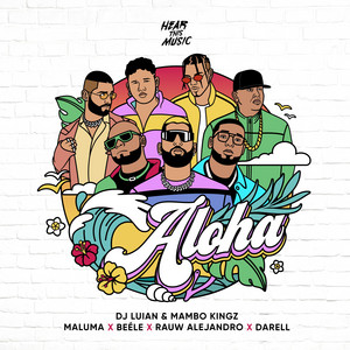 HEAR
THIS
MUSIC
Aloha
DJ LUIAN & MAMBO KINGZ
MALUMA X BEÉLE X RAUW ALEJANDRO X DARELL